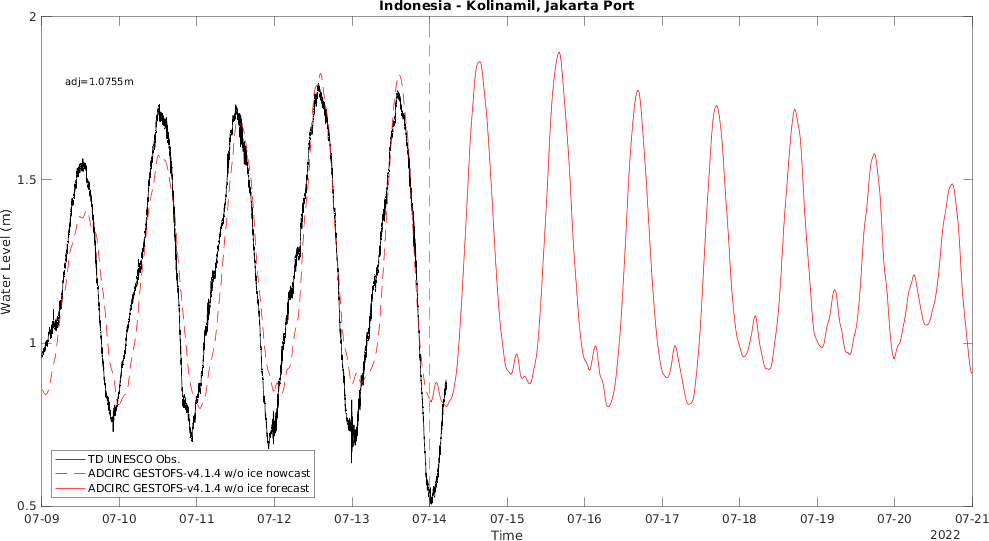 Indonesia - Kolinamil, Jakarta Port
adj=1.0755m
Water Level (m)
2
1.5
1
0.5
TD UNESCO Obs.
ADCIRC GESTOFS-v4.1.4 w/o ice nowcast
ADCIRC GESTOFS-v4.1.4 w/o ice forecast
07-09 07-10 07-11 07-12 07-13 07-14 07-15 07-16 07-17 07-18 07-19 07-20 07-21
Time
2022